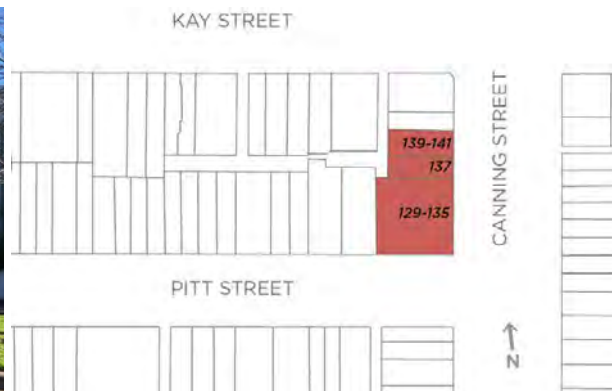 KAY STREET
CANNING STREET
139-141
137
129-135
PITT STREET
N